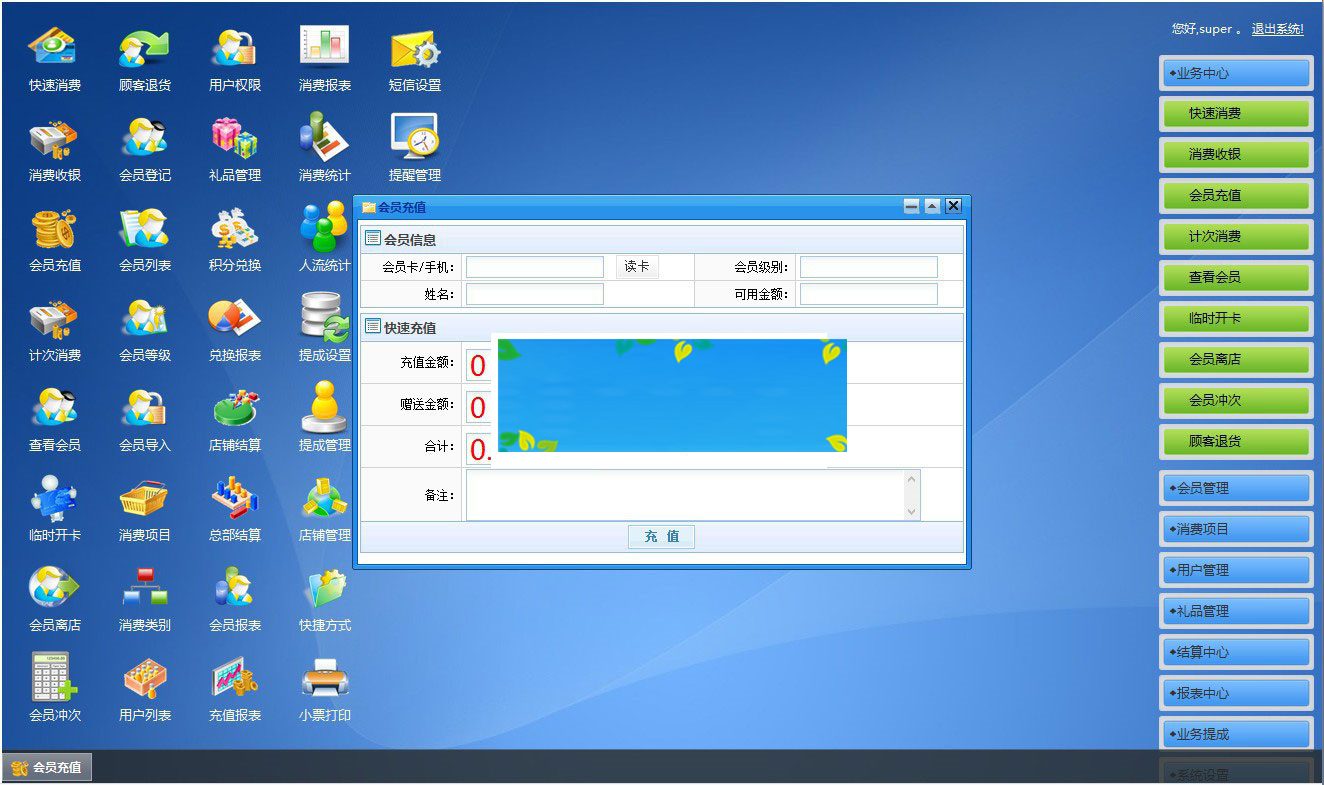 您好,super 。 退出系统!
快速消费
顾客退货
用户权限
消费报表
短信设置
消费收银
会员登记
礼品管理
消费统计
提醒管理
会员充值
会员列表
积分兑换
人流统计
计次消费
会员等级
兑换报表
提成设置
查看会员
会员导入
店铺结算
提成管理
临时开卡
消费项目
总部结算
店铺管理
会员离店
消费类别
会员报表
快捷方式
会员冲次
用户列表
充值报表
小票打印
会员充值
会员信息
会员卡/手机:
读卡
会员级别:
姓名:
可用金额:
快速充值
充值金额:
0
赠送金额:
0
合计:
0.
备注:
充 值
◆业务中心
快速消费
消费收银
会员充值
计次消费
查看会员
临时开卡
会员离店
会员冲次
顾客退货
◆会员管理
◆消费项目
◆用户管理
◆礼品管理
◆结算中心
◆报表中心
◆业务提成
◆系统设置
会员充值